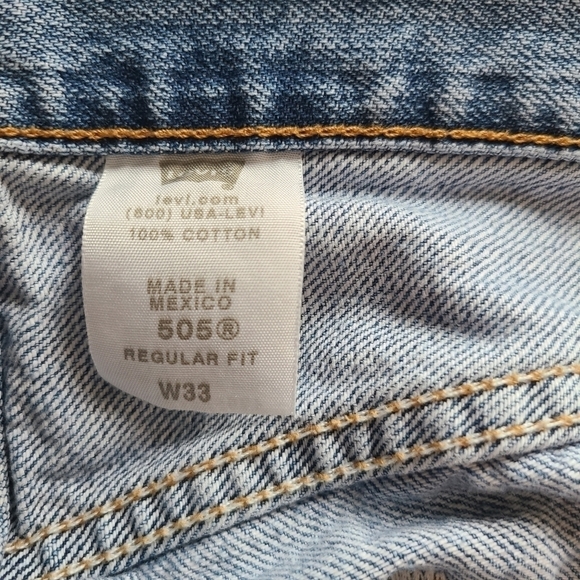 levi.com
(800) USA-LEVI
100% COTTON
MADE IN
MEXICO
505®
REGULAR FIT
W33